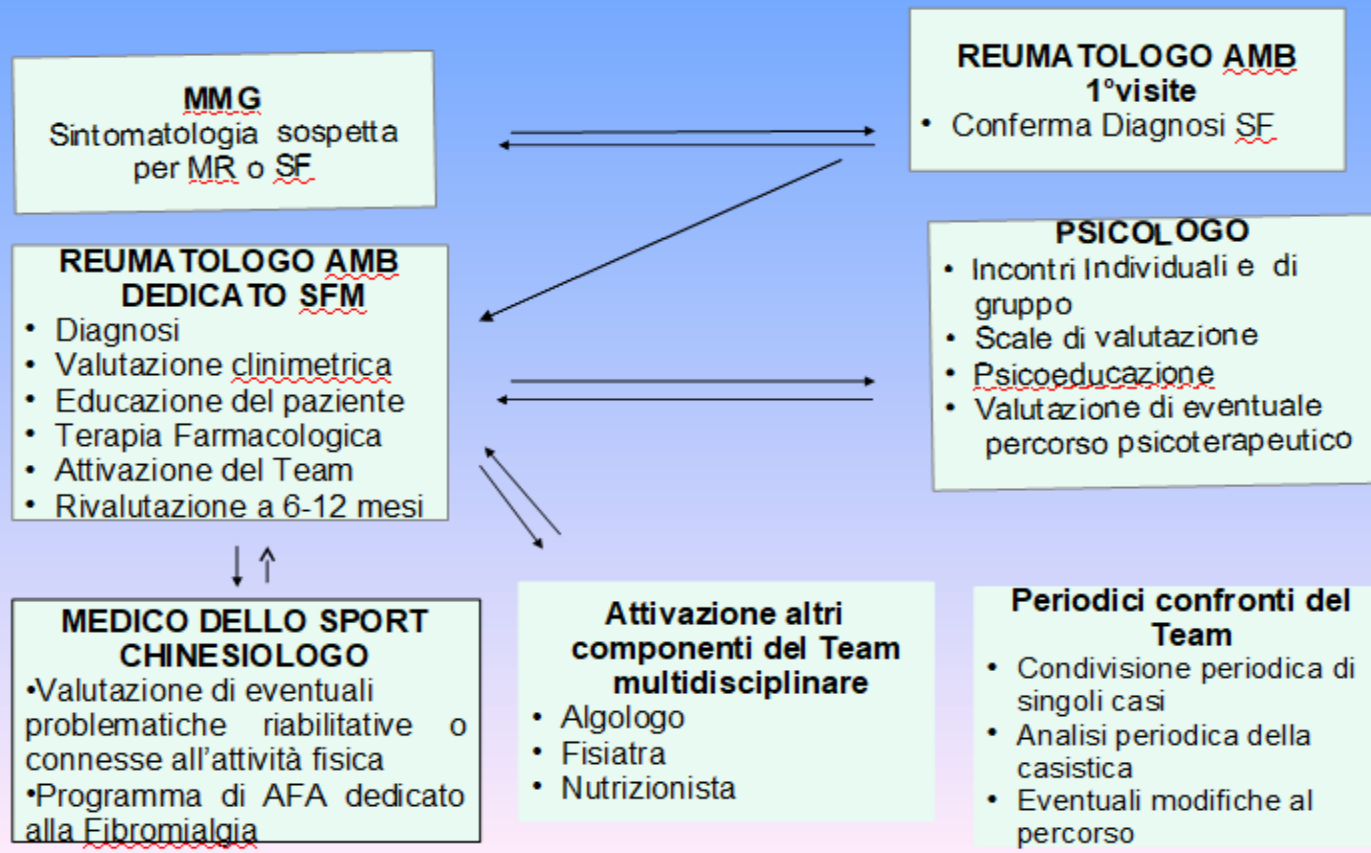 MMG
Sintomatologia sospetta
per MR o SF
REUMATOLOGO AMB
1°visite
• Conferma Diagnosi SF
REUMATOLOGO AMB
DEDICATO SFM
• Diagnosi
• Valutazione clinimetrica
• Educazione del paziente
• Terapia Farmacologica
• Attivazione del Team
• Rivalutazione a 6-12 mesi
PSICOLOGO
• Incontri Individuali e di
gruppo
• Scale di valutazione
• Psicoeducazione
• Valutazione di eventuale
percorso psicoterapeutico
MEDICO DELLO SPORT
CHINESIOLOGO
•Valutazione di eventuali
problematiche riabilitative o
connesse all'attività fisica
•Programma di AFA dedicato
alla Fibromialgia
Attivazione altri
componenti del Team
multidisciplinare
• Algologo
• Fisiatra
• Nutrizionista
Periodici confronti del
Team
• Condivisione periodica di
singoli casi
• Analisi periodica della
casistica
• Eventuali modifiche al
percorso